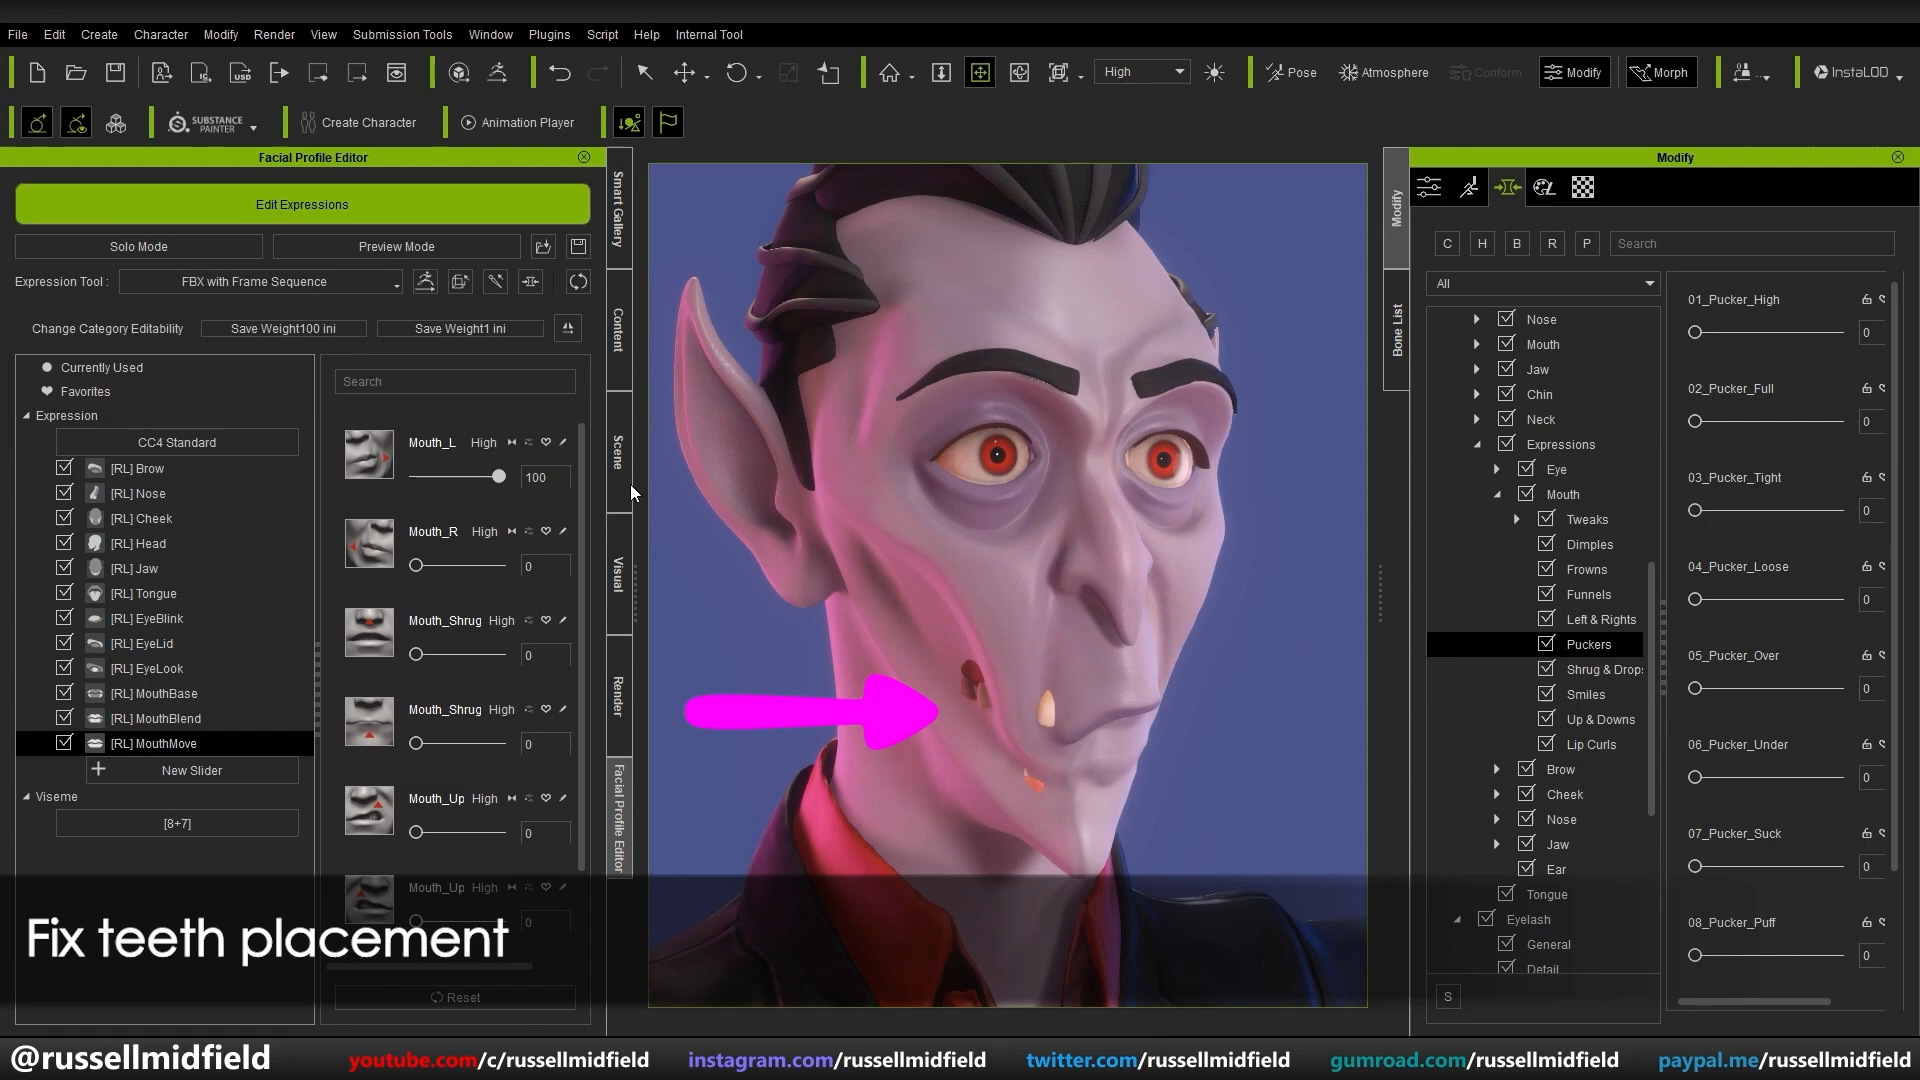 File Edit Create Character Modify Render View Submission Tools Window Plugins Script Help Internal Tool
High Pose Atmosphere Conform Modify Morph InstaLOD
SUBSTANCE PAINTER Create Character Animation Player
Facial Profile Editor
Edit Expressions
Solo Mode Preview Mode
Expression Tool : FBX with Frame Sequence
Change Category Editability Save Weight100 ini Save Weight1 ini
Currently Used
Favorites
Expression
CC4 Standard
[RL] Brow
[RL] Nose
[RL] Cheek
[RL] Head
[RL] Jaw
[RL] Tongue
[RL] EyeBlink
[RL] EyeLid
[RL] EyeLook
[RL] MouthBase
[RL] MouthBlend
[RL] MouthMove
New Slider
Viseme
[8+7]
Search
Mouth_L High
100
Mouth_R High
0
Mouth_Shrug High
0
Mouth_Shrug High
0
Mouth_Up High
0
Mouth_Up High
0
Reset
Smart Gallery
Content
Scene
Visual
Render
Facial Profile Editor
Modify
Bone List
Modify
C H B R P Search
All
Nose
Mouth
Jaw
Chin
Neck
Expressions
Eye
Mouth
Tweaks
Dimples
Frowns
Funnels
Left & Rights
Puckers
Shrug & Drops
Smiles
Up & Downs
Lip Curls
Brow
Cheek
Nose
Jaw
Ear
Tongue
Eyelash
General
Detail
S
01_Pucker_High
0
02_Pucker_Full
0
03_Pucker_Tight
0
04_Pucker_Loose
0
05_Pucker_Over
0
06_Pucker_Under
0
07_Pucker_Suck
0
08_Pucker_Puff
0
Fix teeth placement
@russellmidfield youtube.com/c/russellmidfield instagram.com/russellmidfield twitter.com/russellmidfield gumroad.com/russellmidfield paypal.me/russellmidfield